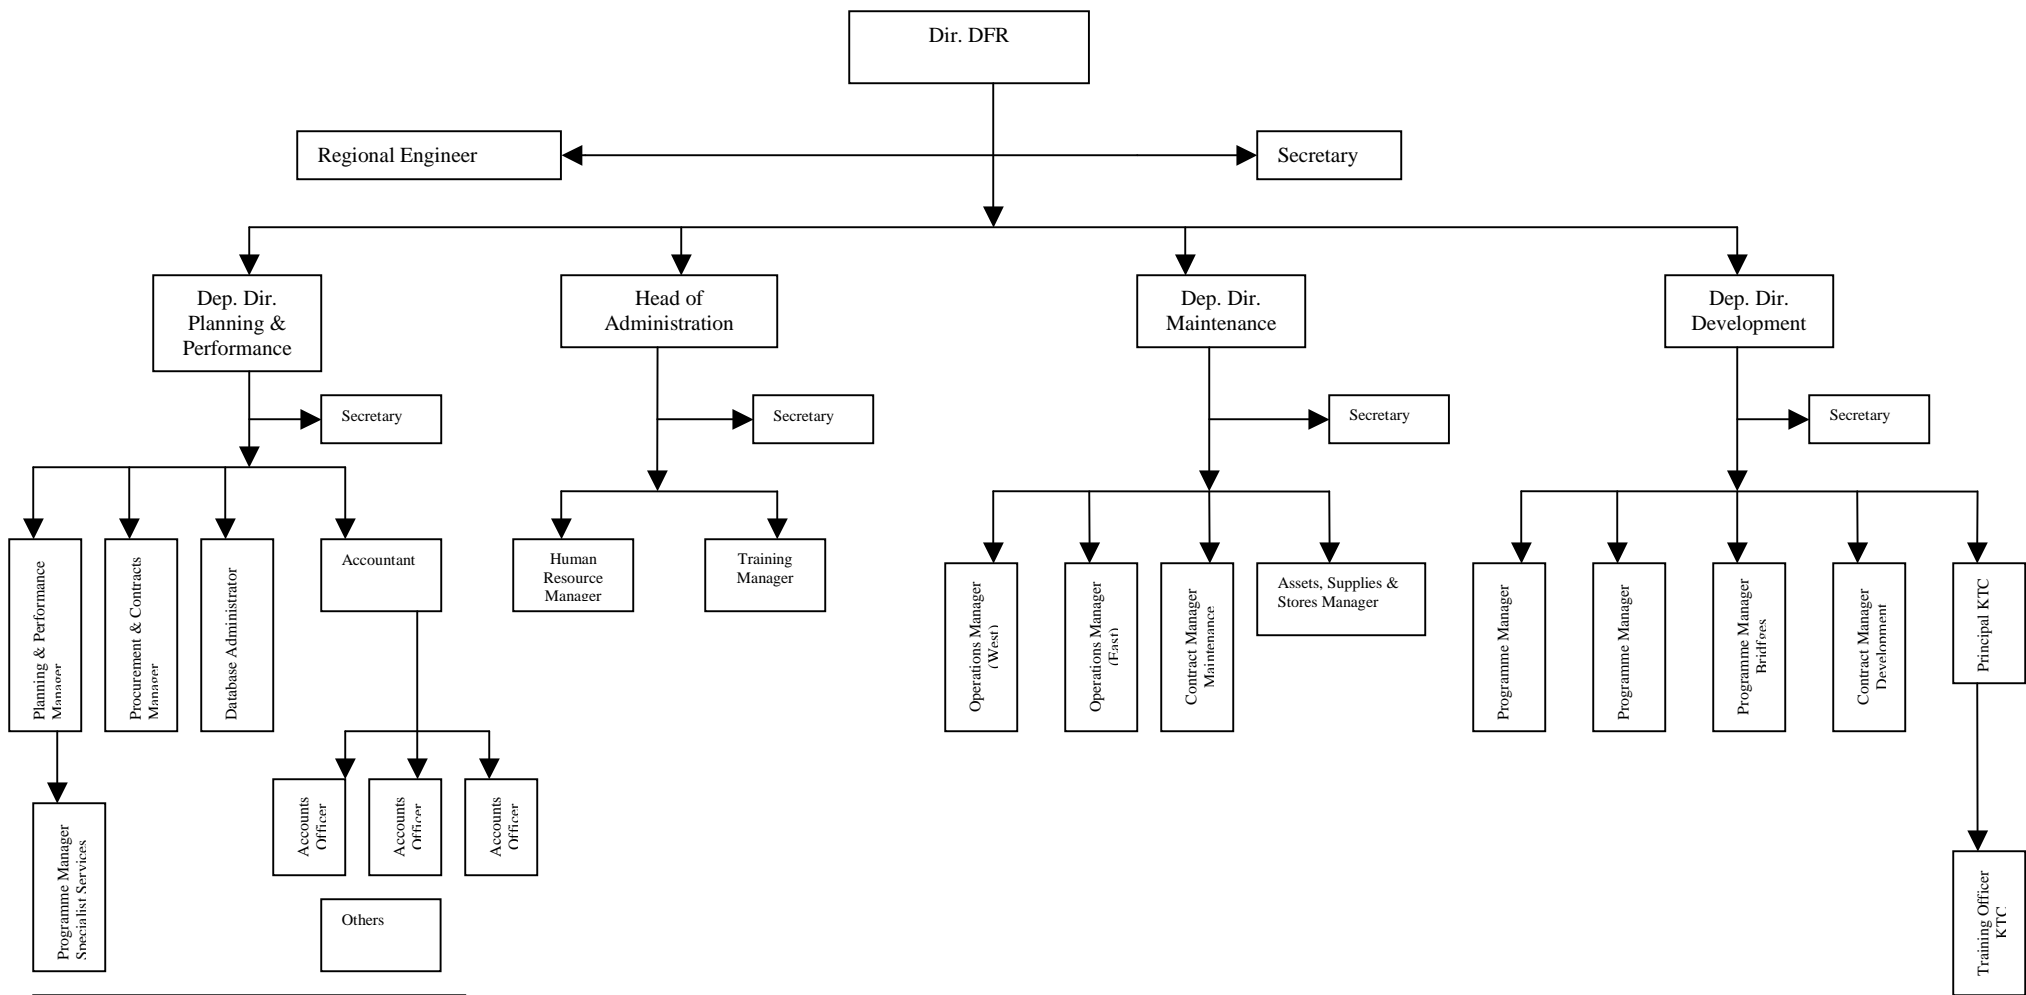 Dir. DFR
Regional Engineer
Secretary
Dep. Dir.
Planning &
Performance
Head of
Administration
Dep. Dir.
Maintenance
Dep. Dir.
Development
Secretary
Secretary
Secretary
Secretary
Planning & Performance
Manager
Procurement & Contracts
Manager
Database Administrator
Accountant
Human
Resource
Manager
Training
Manager
Operations Manager
(West)
Operations Manager
(East)
Contract Manager
Maintenance
Assets, Supplies &
Stores Manager
Programme Manager
Programme Manager
Programme Manager
Bridfges
Contract Manager
Development
Principal KTC
Accounts
Officer
Accounts
Officer
Accounts
Officer
Programme Manager
Specialist Services
Others
Training Officer
KTC